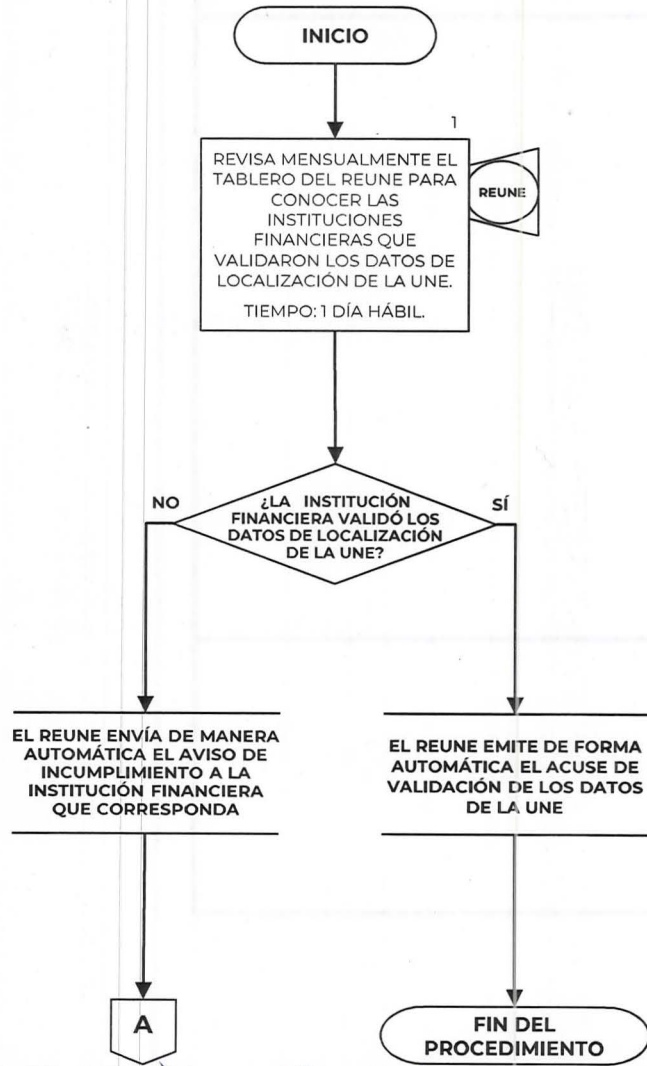 INICIO
1
REVISA MENSUALMENTE EL
TABLERO DEL REUNE PARA
CONOCER LAS
INSTITUCIONES
FINANCIERAS QUE
VALIDARON LOS DATOS DE
LOCALIZACIÓN DE LA UNE.
TIEMPO: 1 DÍA HÁBIL.
REUNE
NO
¿LA INSTITUCIÓN
FINANCIERA VALIDÓ LOS
DATOS DE LOCALIZACIÓN
DE LA UNE?
SÍ
EL REUNE ENVÍA DE MANERA
AUTOMÁTICA EL AVISO DE
INCUMPLIMIENTO A LA
INSTITUCIÓN FINANCIERA
QUE CORRESPONDA
EL REUNE EMITE DE FORMA
AUTOMÁTICA EL ACUSE DE
VALIDACIÓN DE LOS DATOS
DE LA UNE
A
FIN DEL
PROCEDIMIENTO